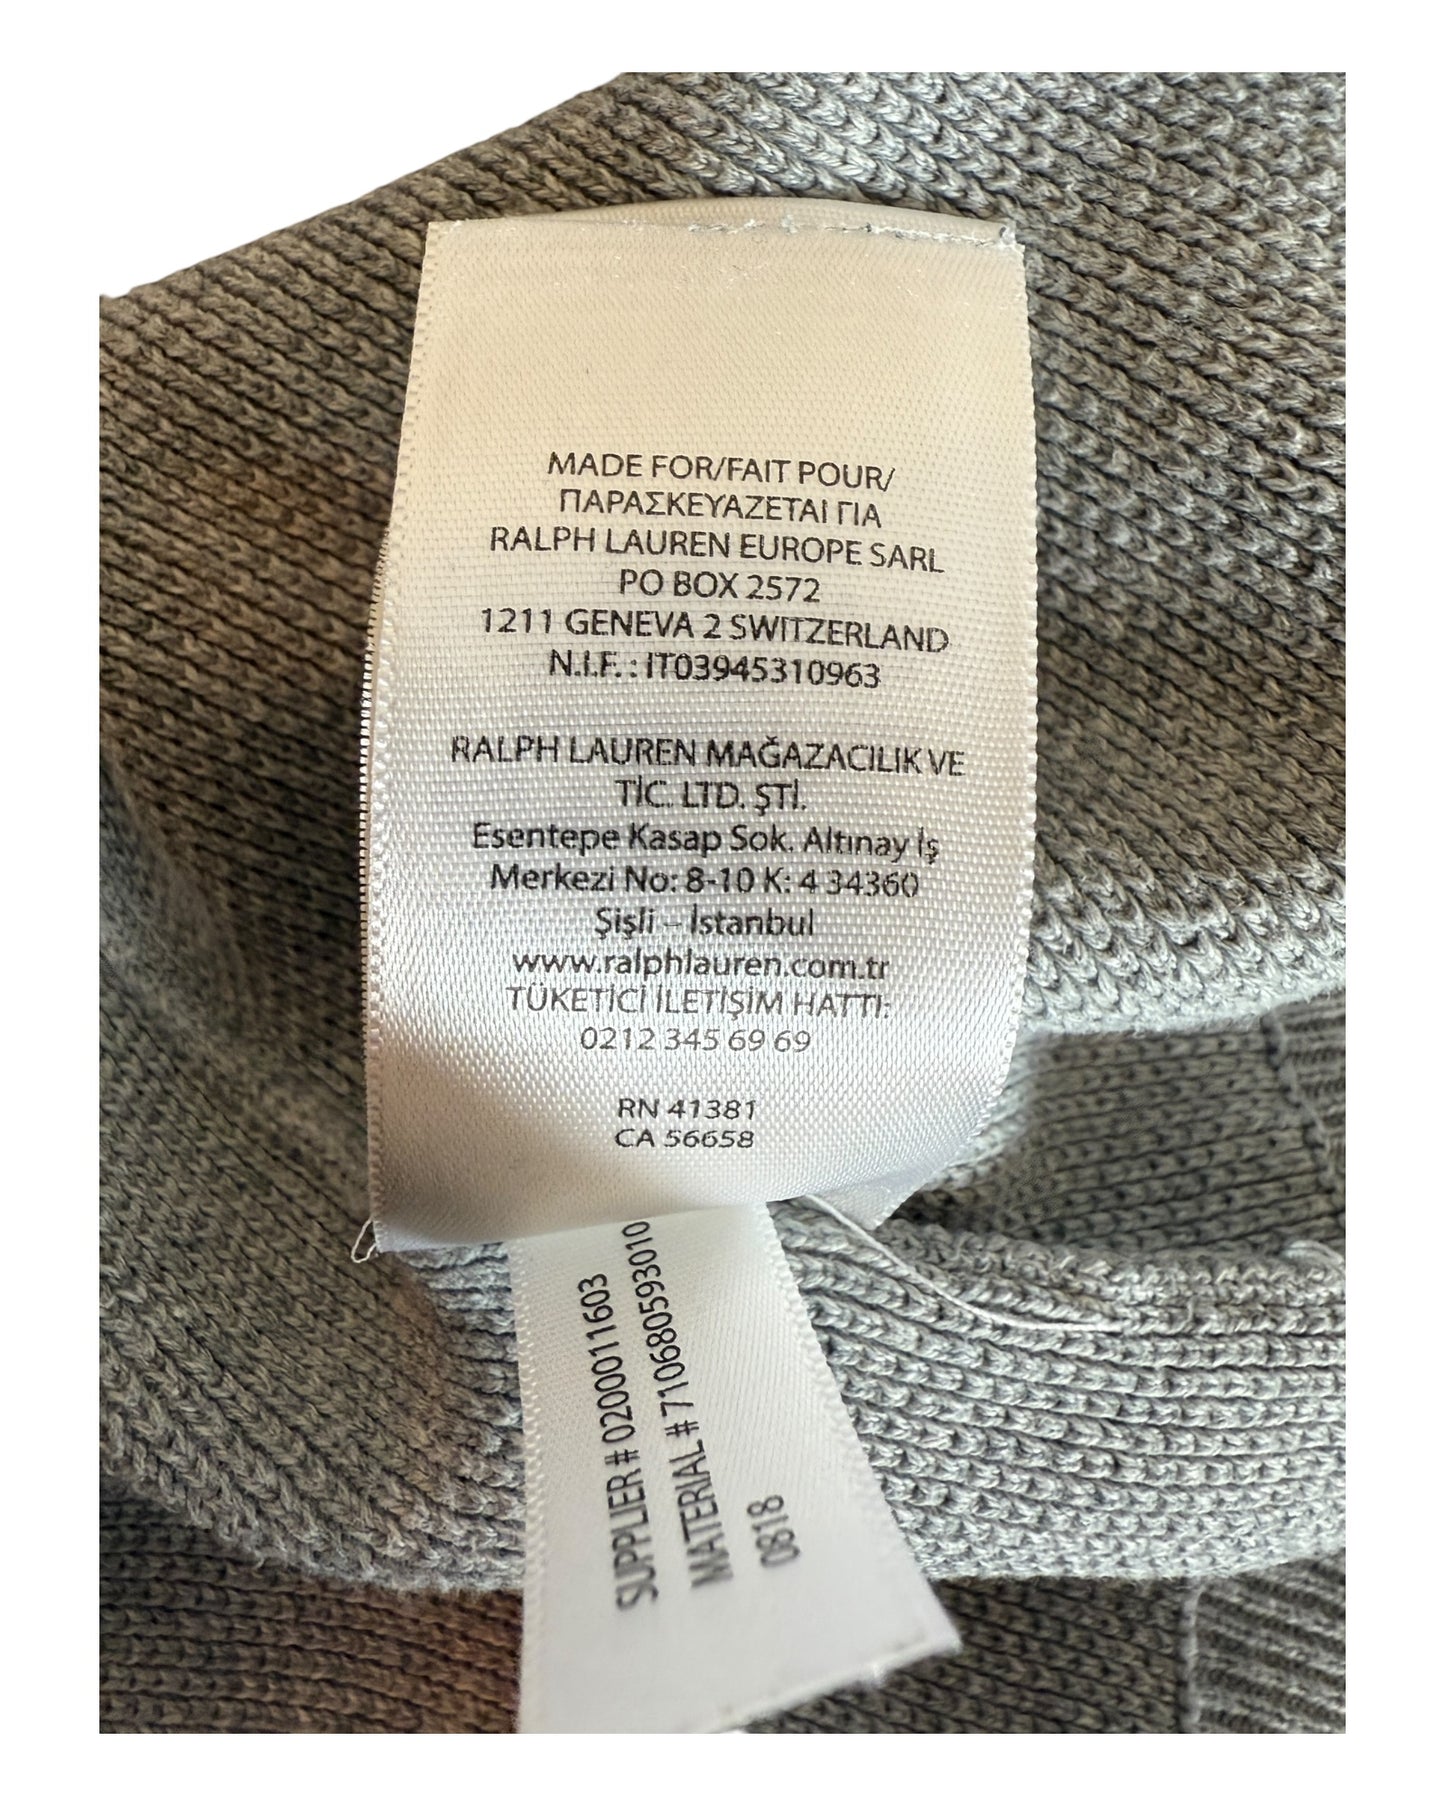 MADE FOR/FAIT POUR/
ΠΑΡΑΣΚΕΥΑΖΕΤΑΙ ΓΙΑ
RALPH LAUREN EUROPE SARL
PO BOX 2572
1211 GENEVA 2 SWITZERLAND
N.I.F. : IT03945310963
RALPH LAUREN MAĞAZACILIK VE
TİC. LTD. ŞTİ.
Esentepe Kasap Sok. Altınay İş
Merkezi No: 8-10 K: 4 34360
Şişli – İstanbul
www.ralphlauren.com.tr
TÜKETİCİ İLETİŞİM HATTI:
0212 345 69 69
RN 41381
CA 56658
SUPPLIER# 0200011603
MATERIAL # 710680593010
0818